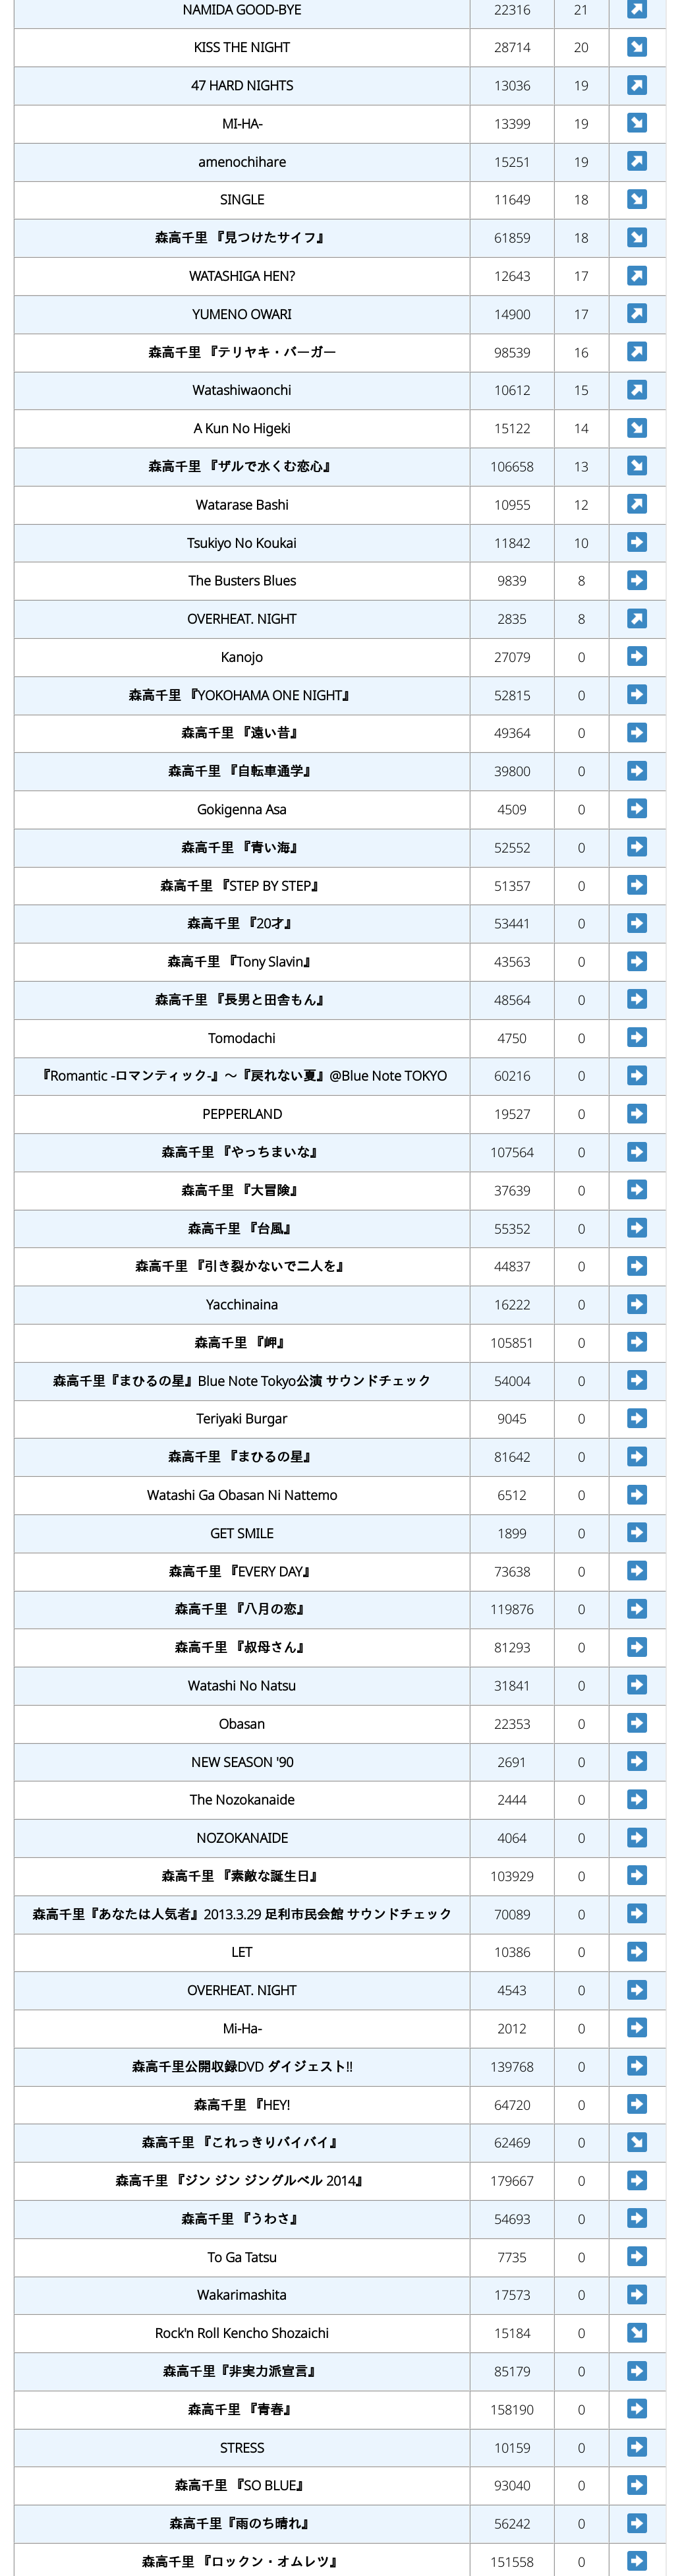 NAMIDA GOOD-BYE 22316 21
KISS THE NIGHT 28714 20
47 HARD NIGHTS 13036 19
MI-HA- 13399 19
amenochihare 15251 19
SINGLE 11649 18
森高千里 『見つけたサイフ』 61859 18
WATASHIGA HEN? 12643 17
YUMENO OWARI 14900 17
森高千里 『テリヤキ・バーガー 98539 16
Watashiwaonchi 10612 15
A Kun No Higeki 15122 14
森高千里 『ザルで水くむ恋心』 106658 13
Watarase Bashi 10955 12
Tsukiyo No Koukai 11842 10
The Busters Blues 9839 8
OVERHEAT. NIGHT 2835 8
Kanojo 27079 0
森高千里 『YOKOHAMA ONE NIGHT』 52815 0
森高千里 『遠い昔』 49364 0
森高千里 『自転車通学』 39800 0
Gokigenna Asa 4509 0
森高千里 『青い海』 52552 0
森高千里 『STEP BY STEP』 51357 0
森高千里 『20才』 53441 0
森高千里 『Tony Slavin』 43563 0
森高千里 『長男と田舎もん』 48564 0
Tomodachi 4750 0
『Romantic -ロマンティック-』～『戻れない夏』@Blue Note TOKYO 60216 0
PEPPERLAND 19527 0
森高千里 『やっちまいな』 107564 0
森高千里 『大冒険』 37639 0
森高千里 『台風』 55352 0
森高千里 『引き裂かないで二人を』 44837 0
Yacchinaina 16222 0
森高千里 『岬』 105851 0
森高千里『まひるの星』Blue Note Tokyo公演 サウンドチェック 54004 0
Teriyaki Burgar 9045 0
森高千里 『まひるの星』 81642 0
Watashi Ga Obasan Ni Nattemo 6512 0
GET SMILE 1899 0
森高千里 『EVERY DAY』 73638 0
森高千里 『八月の恋』 119876 0
森高千里 『叔母さん』 81293 0
Watashi No Natsu 31841 0
Obasan 22353 0
NEW SEASON '90 2691 0
The Nozokanaide 2444 0
NOZOKANAIDE 4064 0
森高千里 『素敵な誕生日』 103929 0
森高千里『あなたは人気者』2013.3.29 足利市民会館 サウンドチェック 70089 0
LET 10386 0
OVERHEAT. NIGHT 4543 0
Mi-Ha- 2012 0
森高千里公開収録DVD ダイジェスト!! 139768 0
森高千里 『HEY! 64720 0
森高千里 『これっきりバイバイ』 62469 0
森高千里 『ジン ジン ジングルベル 2014』 179667 0
森高千里 『うわさ』 54693 0
To Ga Tatsu 7735 0
Wakarimashita 17573 0
Rock'n Roll Kencho Shozaichi 15184 0
森高千里『非実力派宣言』 85179 0
森高千里 『青春』 158190 0
STRESS 10159 0
森高千里 『SO BLUE』 93040 0
森高千里『雨のち晴れ』 56242 0
森高千里 『ロックン・オムレツ』 151558 0